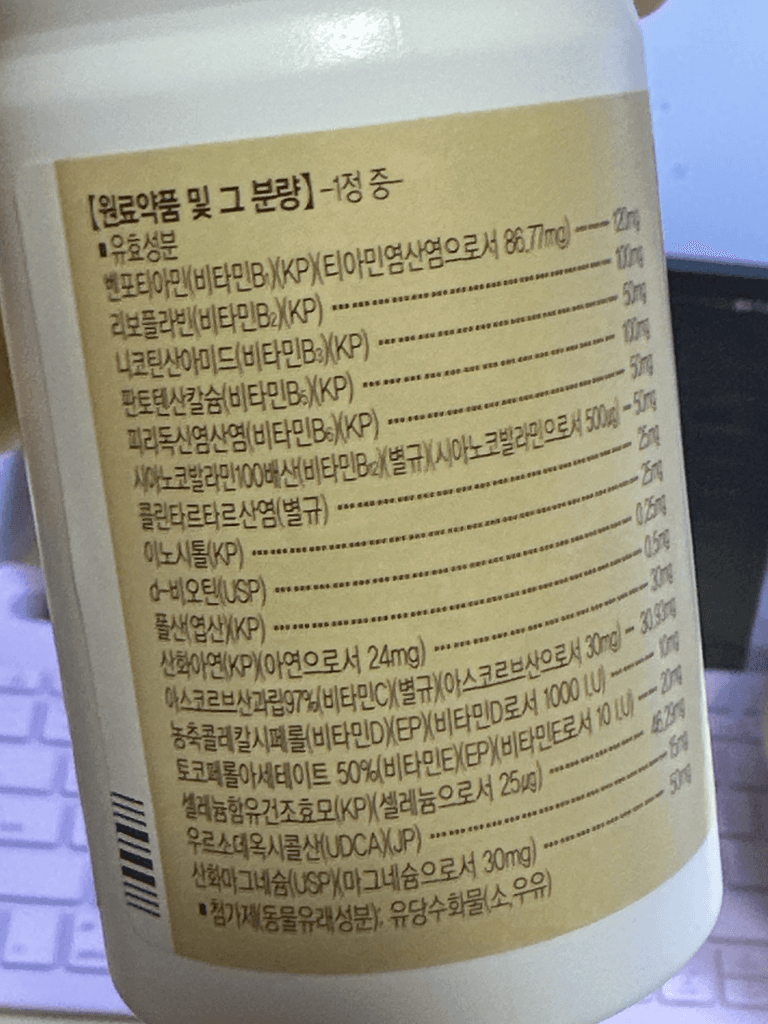 【원료약품 및 그 분량】 -1정 중-
▪유효성분
벤포티아민(비타민B₁)(KP)(티아민염산염으로서 86.77mg) 120mg
리보플라빈(비타민B₂)(KP) 100mg
니코틴산아미드(비타민B₃)(KP) 50mg
판토텐산칼슘(비타민B₅)(KP) 100mg
피리독신염산염(비타민B₆)(KP) 50mg
시아노코발라민100배산(비타민B₁₂)(별규)(시아노코발라민으로서 500μg) 50mg
콜린타르타르산염(별규) 25mg
이노시톨(KP) 25mg
d-비오틴(USP) 0.25mg
폴산(엽산)(KP) 0.5mg
산화아연(KP)(아연으로서 24mg) 30mg
아스코르브산과립97%(비타민C)(별규)(아스코르브산으로서 30mg) 30.93mg
농축콜레칼시페롤(비타민D)(EP)(비타민D로서 1000 I.U) 10mg
토코페롤아세테이트 50%(비타민E)(EP)(비타민E로서 10 I.U) 20mg
셀레늄함유건조효모(KP)(셀레늄으로서 25μg) 46.29mg
우르소데옥시콜산(UDCA)(JP) 15mg
산화마그네슘(USP)(마그네슘으로서 30mg) 50mg
▪첨가제(동물유래성분); 유당수화물(소,우유)